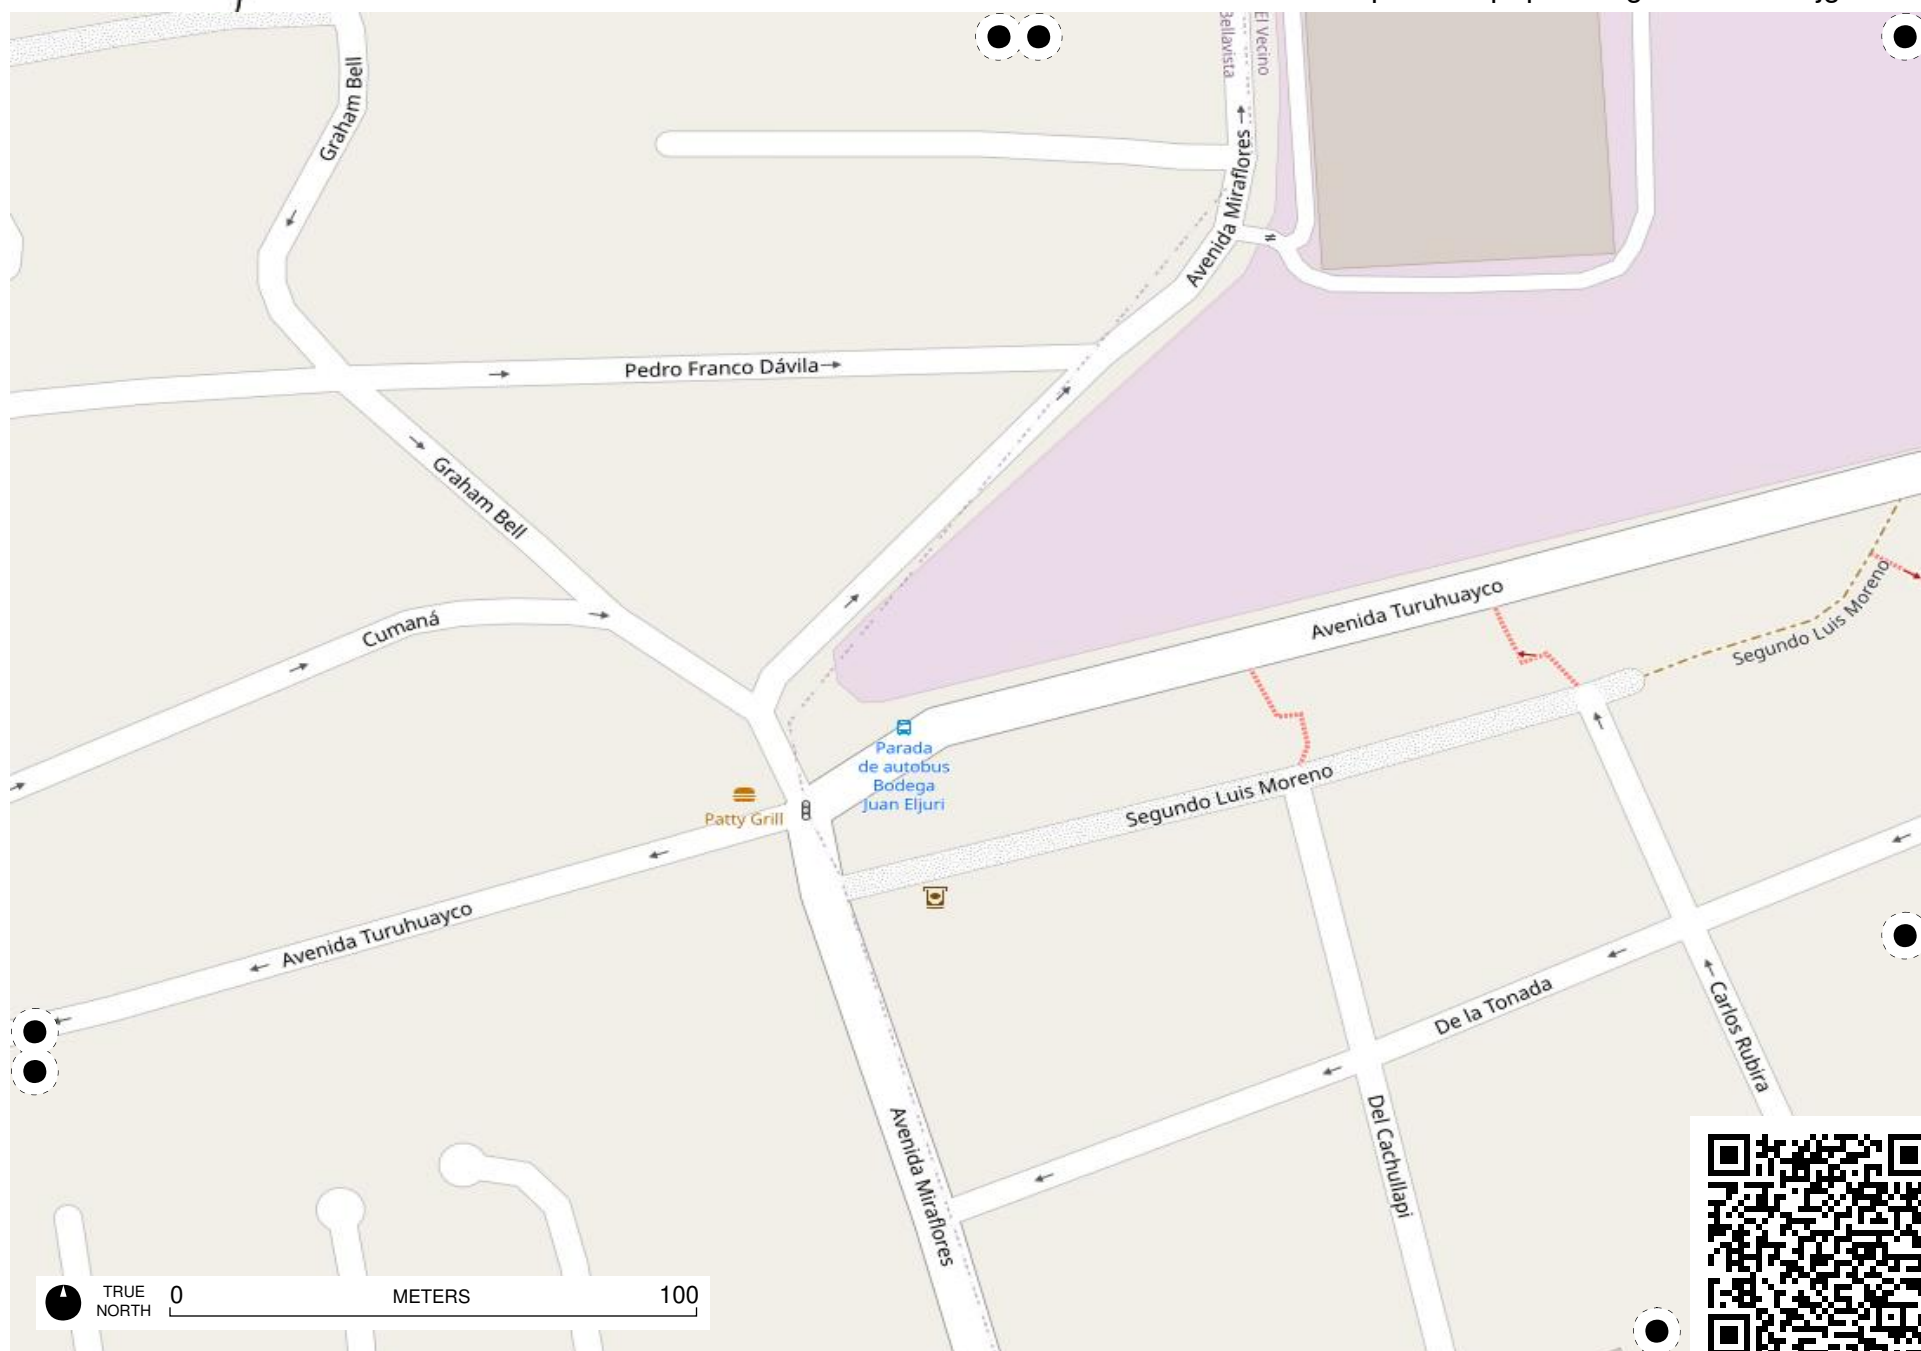 Graham Bell
Bellavista
El Vecino
Avenida Miraflores
Pedro Franco Dávila
Graham Bell
Cumaná
Avenida Turuhuayco
Segundo Luis Moreno
Parada
de autobus
Bodega
Juan Eljuri
Patty Grill
Segundo Luis Moreno
Avenida Turuhuayco
De la Tonada
Carlos Rubira
Del Cachullapi
Avenida Miraflores
TRUE
NORTH
0
METERS
100